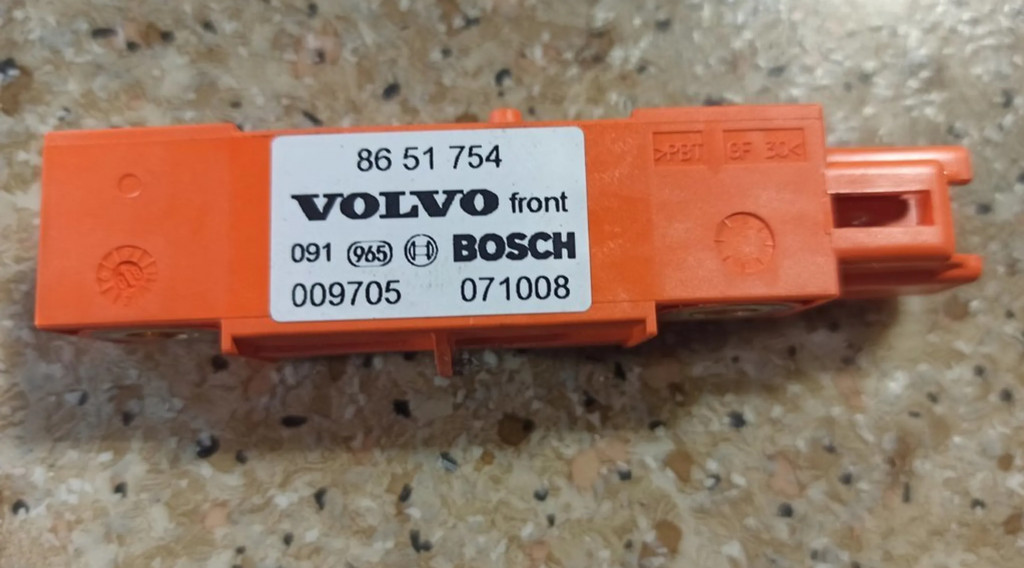 86 51 754
VOLVO front
091 965 BOSCH
009705 071008
>PBT GF 30<